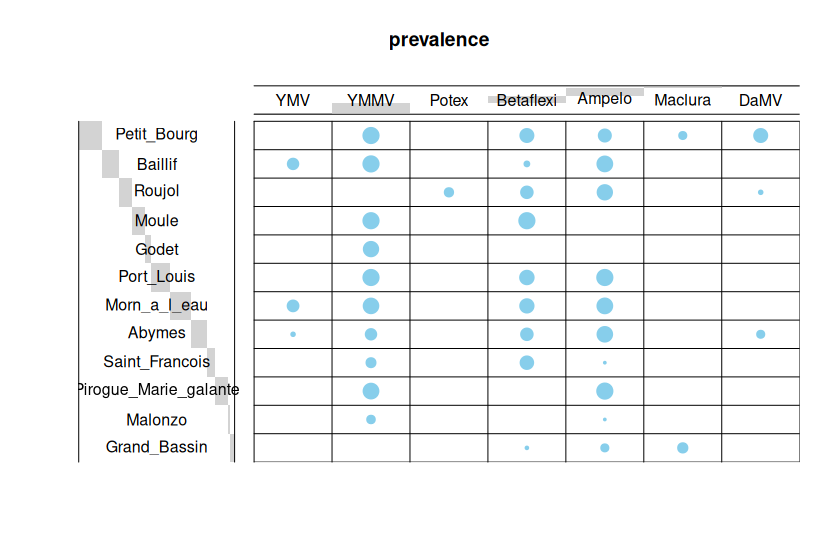 prevalence
YMV YMMV Potex Betaflexi Ampelo Maclura DaMV
Petit_Bourg
Baillif
Roujol
Moule
Godet
Port_Louis
Morn_a_l_eau
Abymes
Saint_Francois
Pirogue_Marie_galante
Malonzo
Grand_Bassin